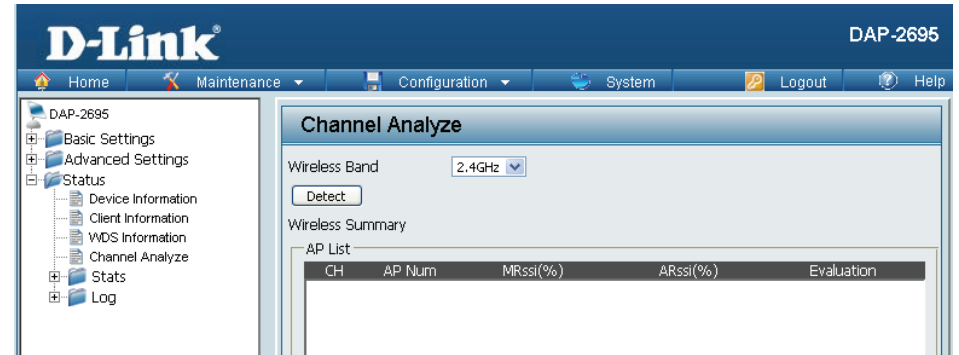 D-Link
DAP-2695
Home Maintenance Configuration System Logout Help
DAP-2695
Basic Settings
Advanced Settings
Status
Device Information
Client Information
WDS Information
Channel Analyze
Stats
Log
Channel Analyze
Wireless Band 2.4GHz
Detect
Wireless Summary
AP List
CH AP Num MRssi(%) ARssi(%) Evaluation